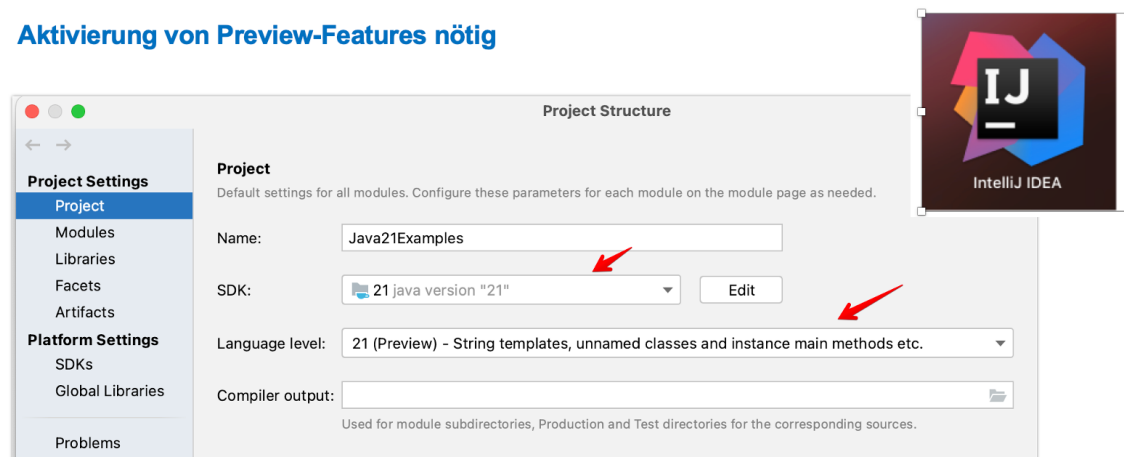 Aktivierung von Preview-Features nötig
IJ
IntelliJ IDEA
Project Structure
Project Settings
Project
Modules
Libraries
Facets
Artifacts
Platform Settings
SDKs
Global Libraries
Problems
Project
Default settings for all modules. Configure these parameters for each module on the module page as needed.
Name: Java21Examples
SDK: 21 java version "21" Edit
Language level: 21 (Preview) - String templates, unnamed classes and instance main methods etc.
Compiler output:
Used for module subdirectories, Production and Test directories for the corresponding sources.